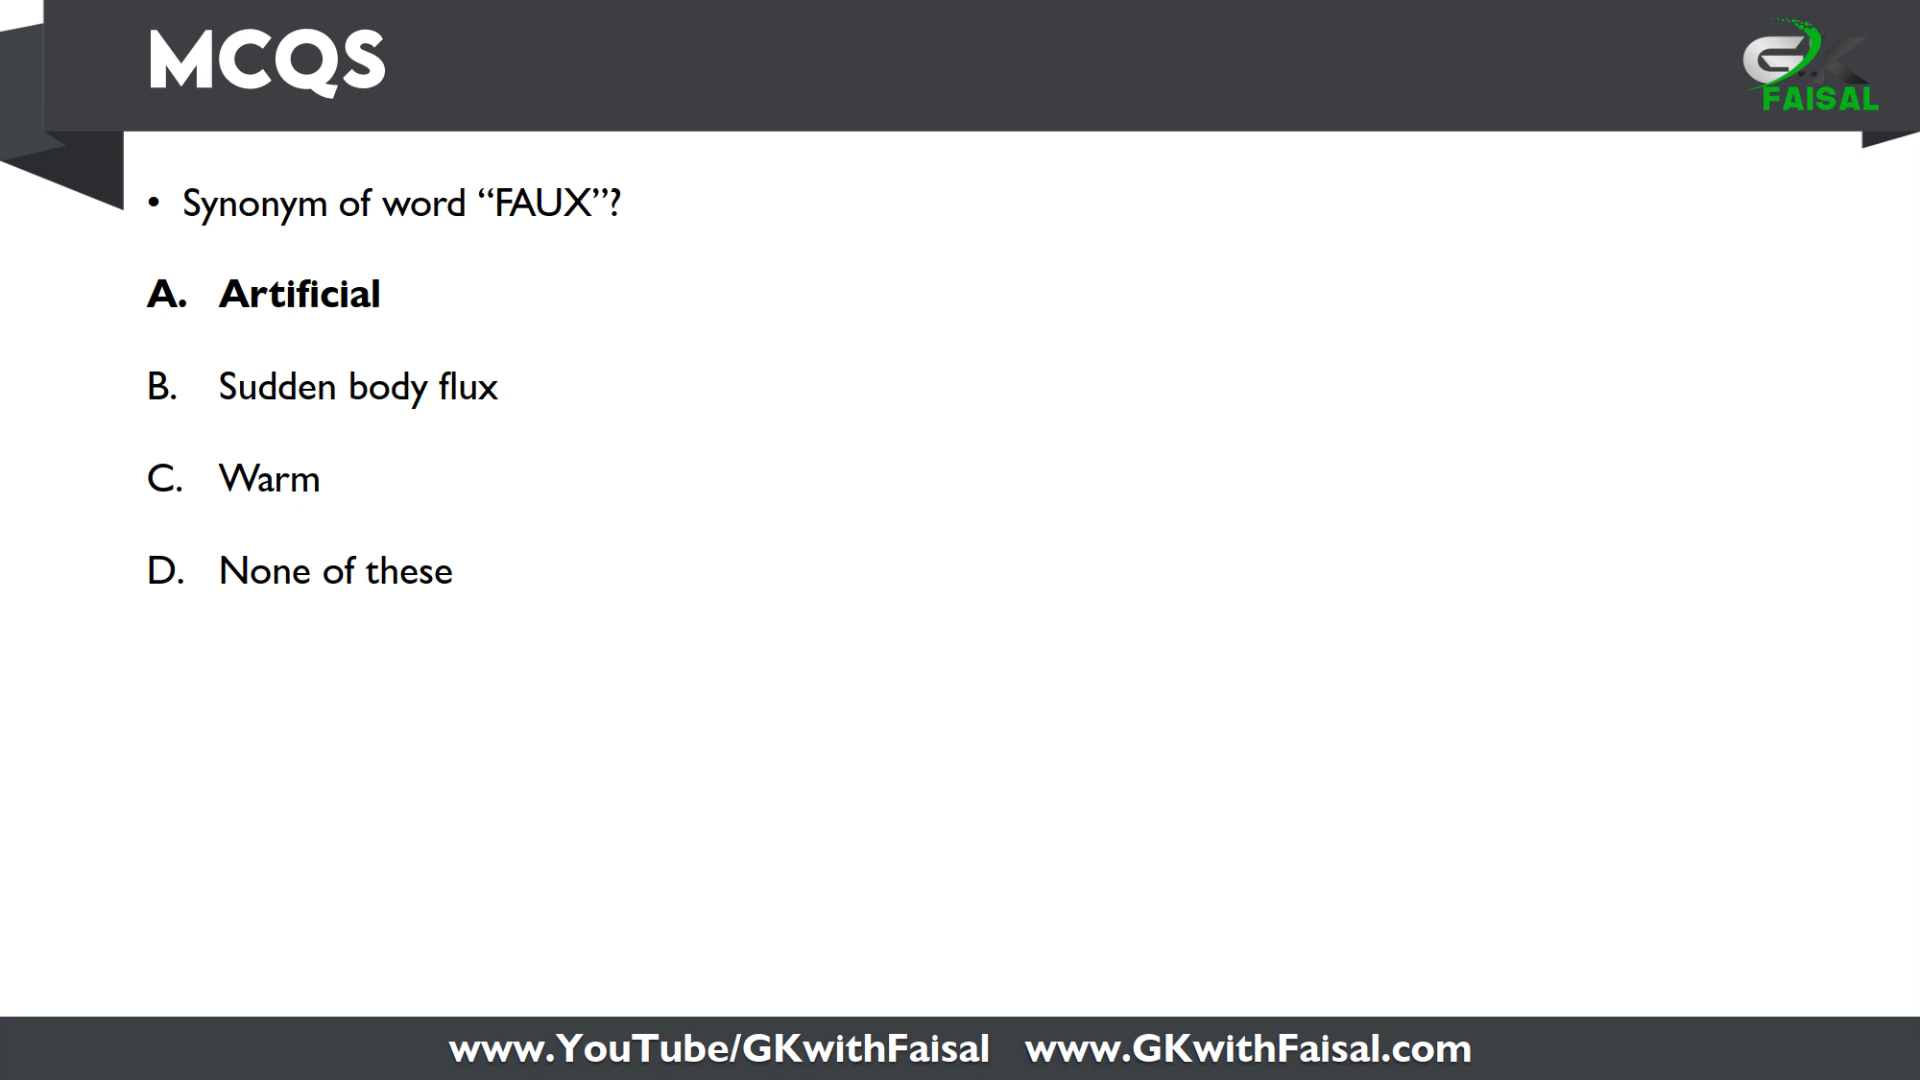 MCQS
GK
FAISAL
• Synonym of word “FAUX”?
A. Artificial
B. Sudden body flux
C. Warm
D. None of these
www.YouTube/GKwithFaisal www.GKwithFaisal.com